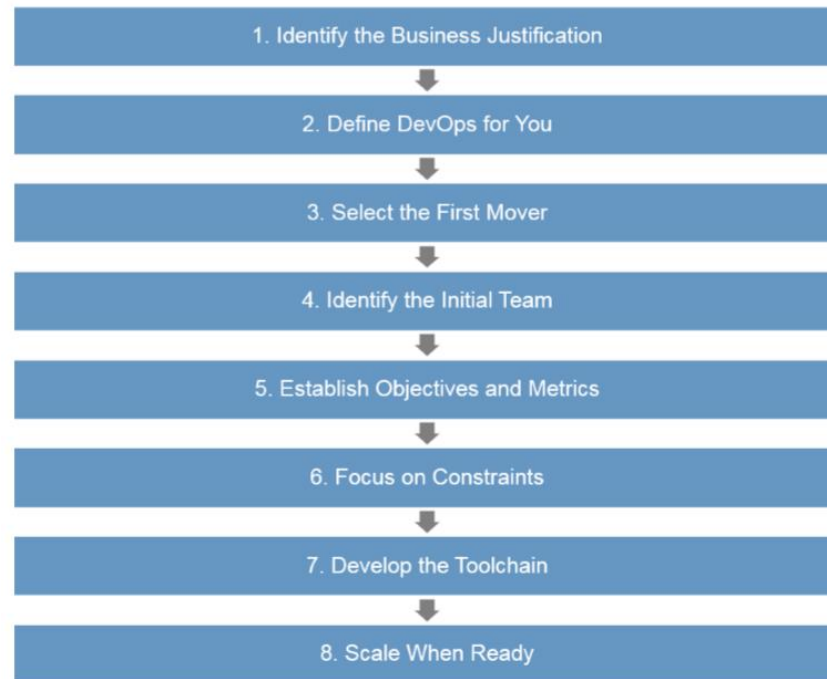 1. Identify the Business Justification
2. Define DevOps for You
3. Select the First Mover
4. Identify the Initial Team
5. Establish Objectives and Metrics
6. Focus on Constraints
7. Develop the Toolchain
8. Scale When Ready